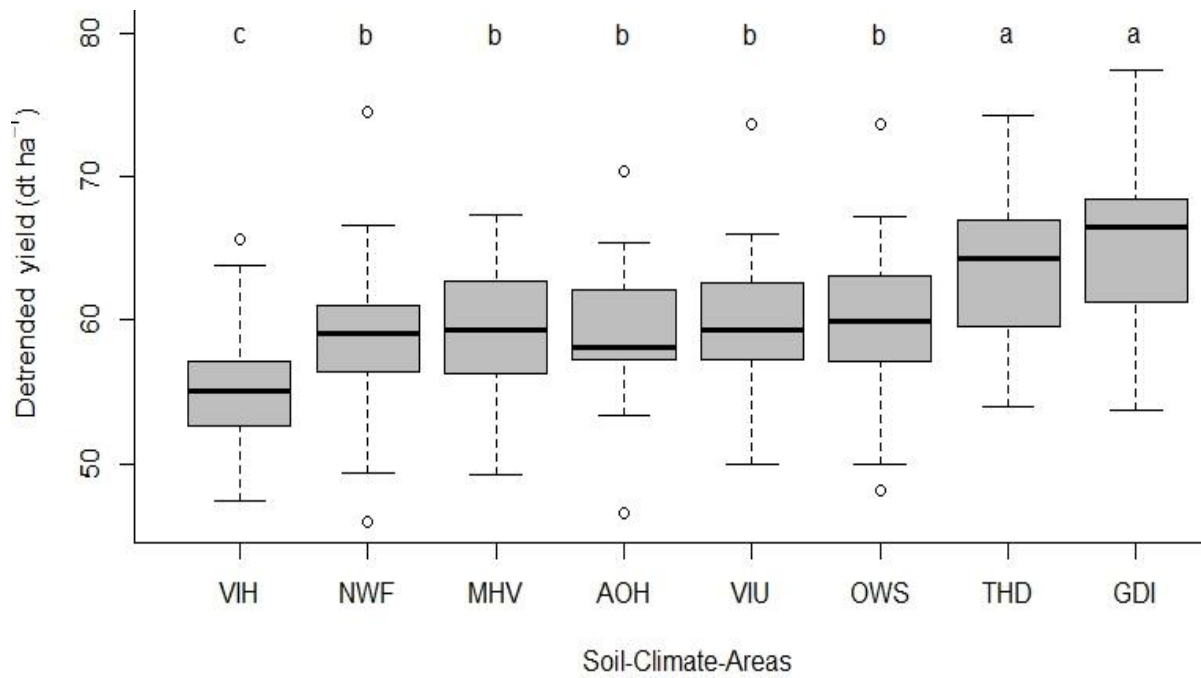 c b b b b b a a
80
70
60
50
Detrended yield (dt ha⁻¹)
VIH NWF MHV AOH VIU OWS THD GDI
Soil-Climate-Areas